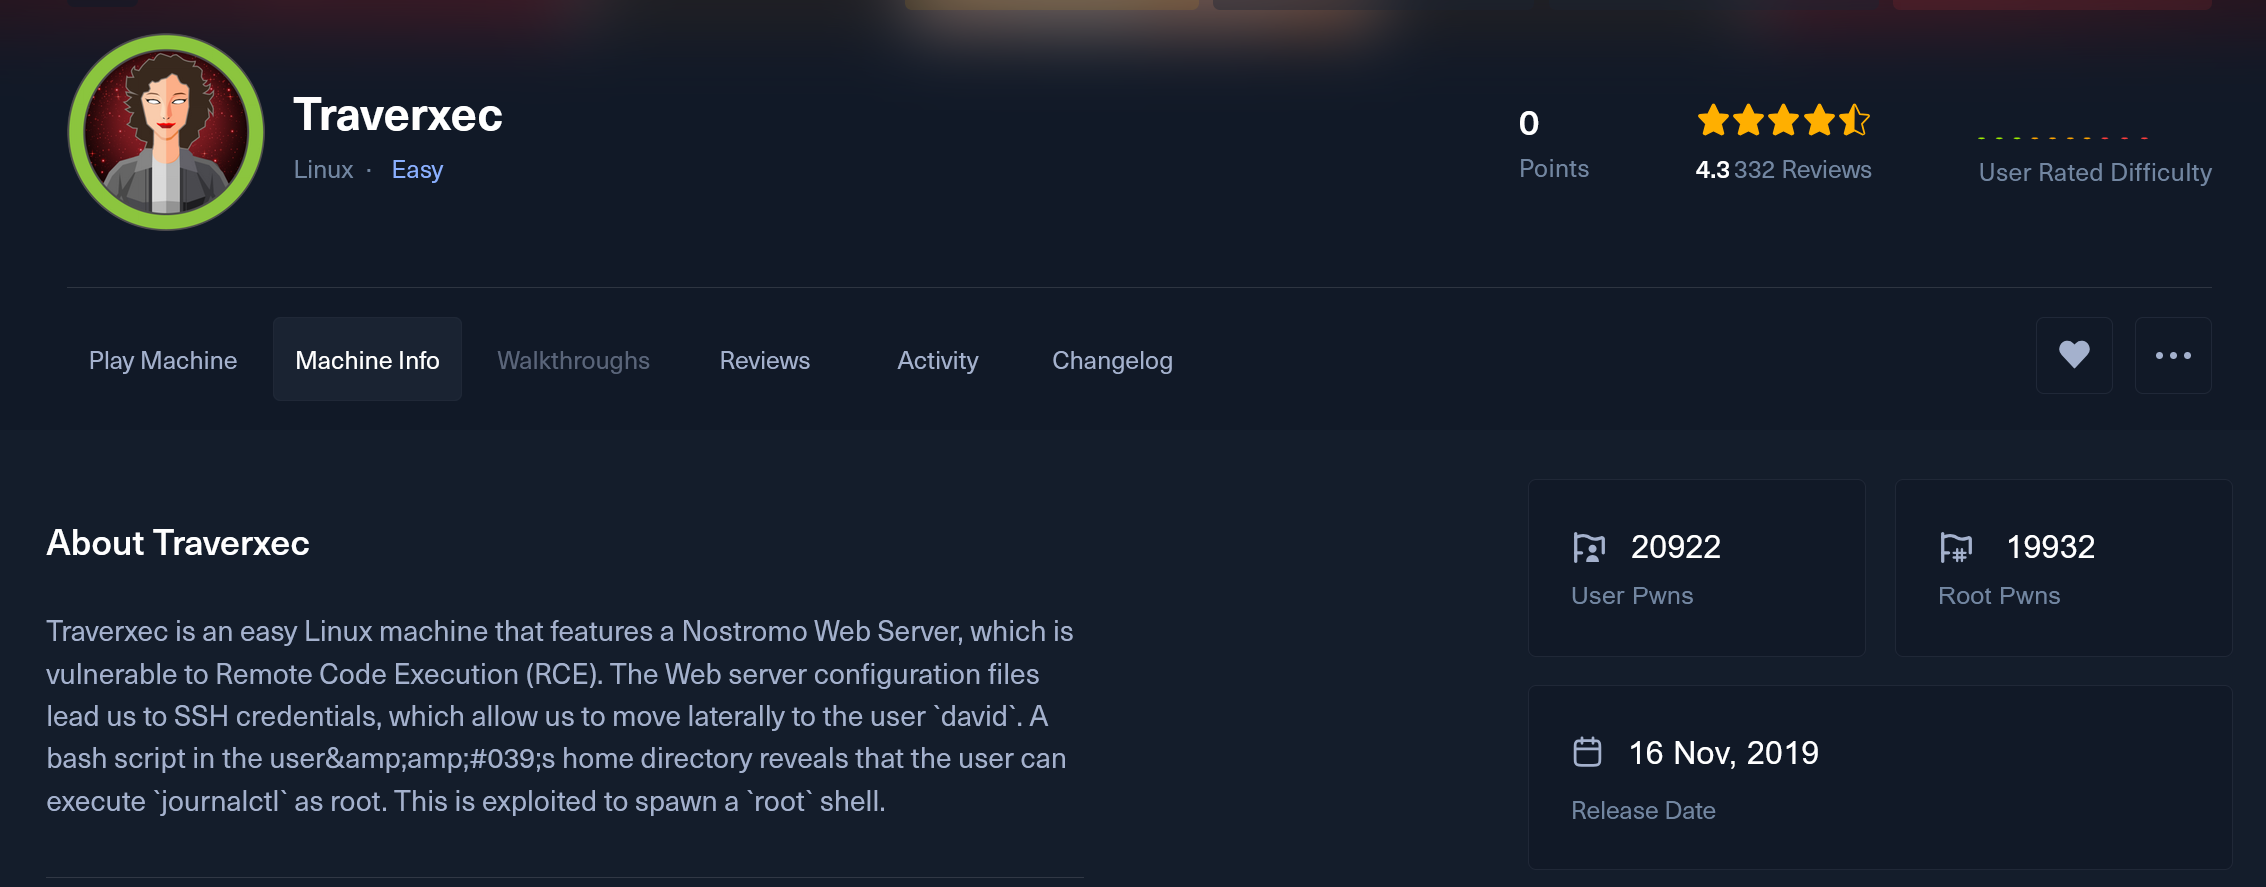 Traverxec
Linux · Easy
0
Points
4.3 332 Reviews
User Rated Difficulty
Play Machine
Machine Info
Walkthroughs
Reviews
Activity
Changelog
About Traverxec
Traverxec is an easy Linux machine that features a Nostromo Web Server, which is
vulnerable to Remote Code Execution (RCE). The Web server configuration files
lead us to SSH credentials, which allow us to move laterally to the user `david`. A
bash script in the user&amp;amp;#039;s home directory reveals that the user can
execute `journalctl` as root. This is exploited to spawn a `root` shell.
20922
User Pwns
19932
Root Pwns
16 Nov, 2019
Release Date